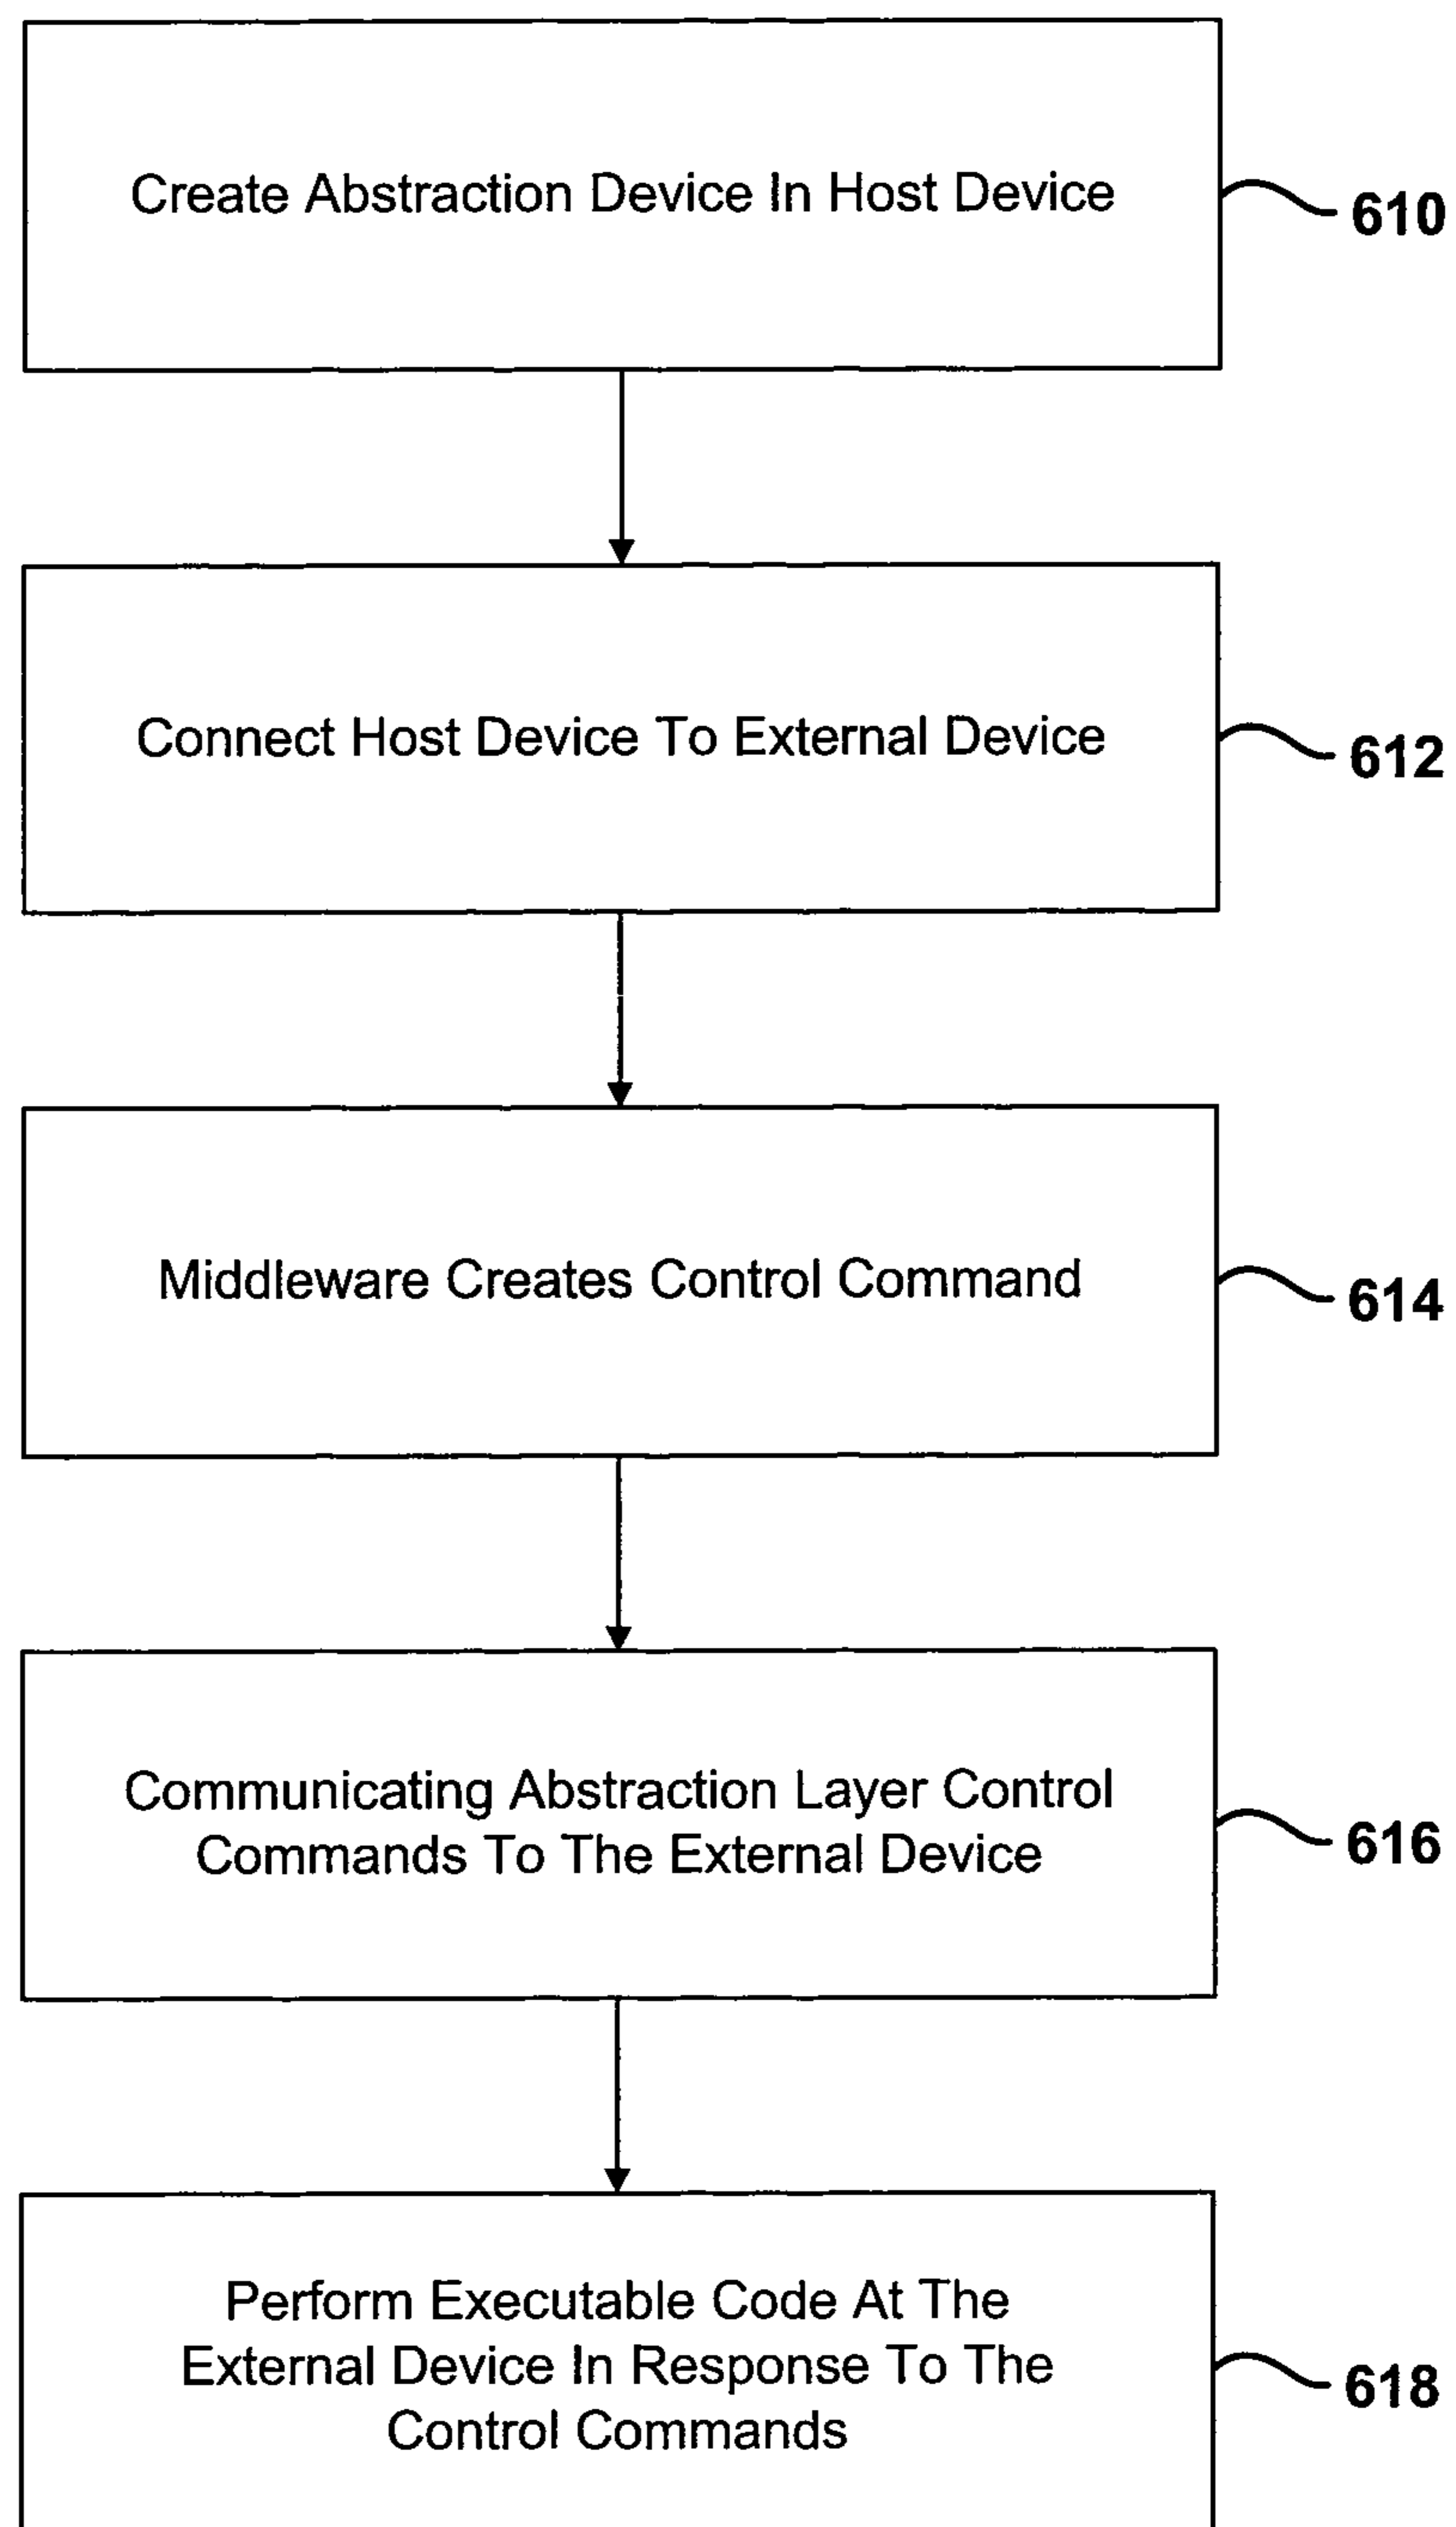 Create Abstraction Device In Host Device
610
Connect Host Device To External Device
612
Middleware Creates Control Command
614
Communicating Abstraction Layer Control
Commands To The External Device
616
Perform Executable Code At The
External Device In Response To The
Control Commands
618